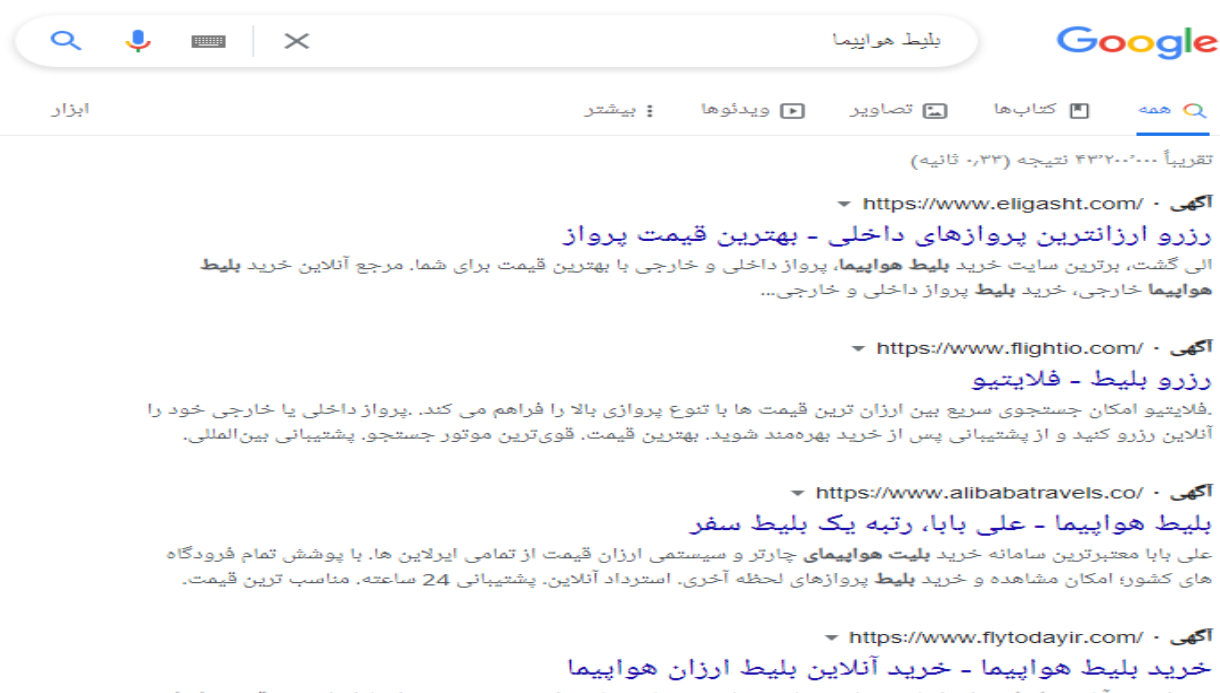 Google
بلیط هواپیما
همه
کتاب‌ها
تصاویر
ویدئوها
بیشتر
ابزار
تقریباً ۴۳٬۲۰۰٬۰۰۰ نتیجه (۰٫۳۳ ثانیه)
آگهی · https://www.eligasht.com/
رزرو ارزانترین پروازهای داخلی - بهترین قیمت پرواز
الی گشت، برترین سایت خرید بلیط هواپیما، پرواز داخلی و خارجی با بهترین قیمت برای شما. مرجع آنلاین خرید بلیط
هواپیما خارجی، خرید بلیط پرواز داخلی و خارجی...
آگهی · https://www.flightio.com/
رزرو بلیط - فلایتیو
.فلایتیو امکان جستجوی سریع بین ارزان ترین قیمت ها با تنوع پروازی بالا را فراهم می کند. .پرواز داخلی یا خارجی خود را
آنلاین رزرو کنید و از پشتیبانی پس از خرید بهره‌مند شوید. بهترین قیمت. قوی‌ترین موتور جستجو. پشتیبانی بین‌المللی.
آگهی · https://www.alibabatravels.co/
بلیط هواپیما - علی بابا، رتبه یک بلیط سفر
علی بابا معتبرترین سامانه خرید بلیت هواپیمای چارتر و سیستمی ارزان قیمت از تمامی ایرلاین ها. با پوشش تمام فرودگاه
های کشور؛ امکان مشاهده و خرید بلیط پروازهای لحظه آخری. استرداد آنلاین. پشتیبانی 24 ساعته. مناسب ترین قیمت.
آگهی · https://www.flytodayir.com/
خرید بلیط هواپیما - خرید آنلاین بلیط ارزان هواپیما